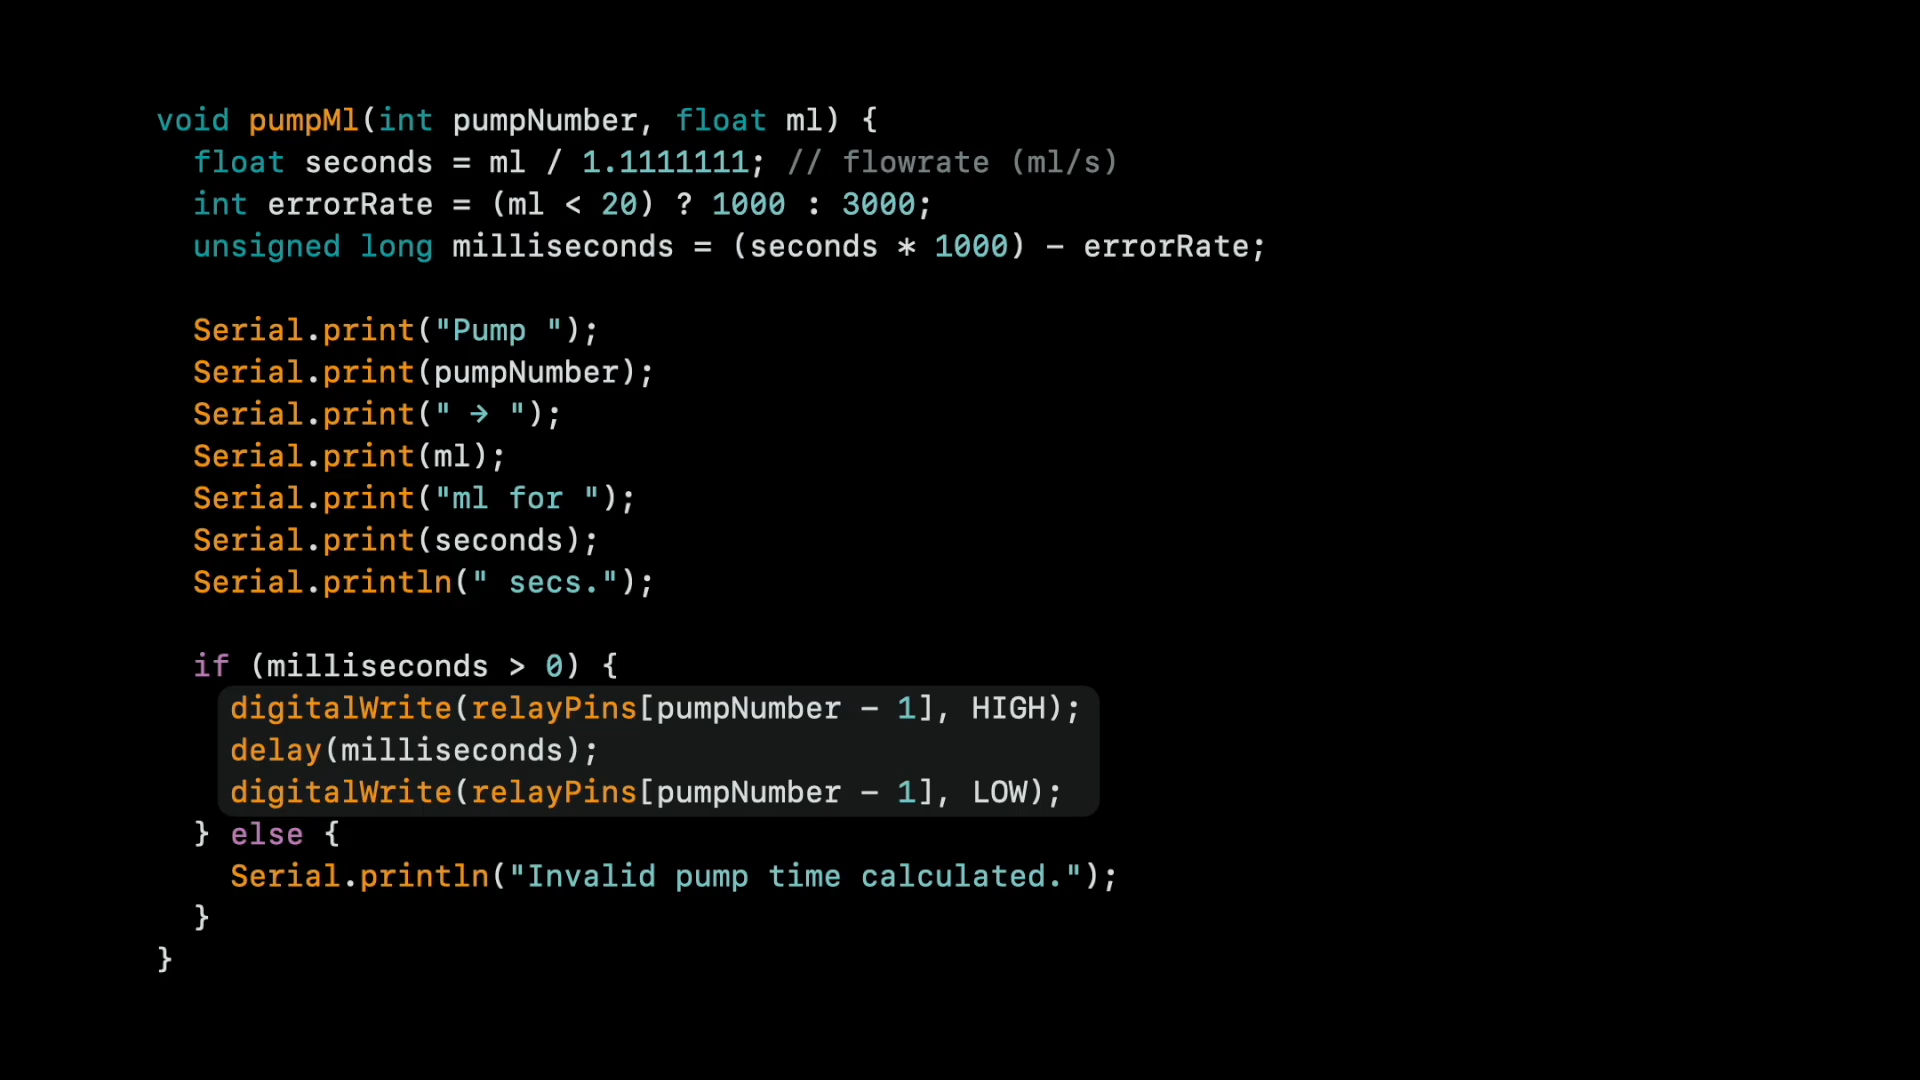 void pumpMl(int pumpNumber, float ml) {
  float seconds = ml / 1.1111111; // flowrate (ml/s)
  int errorRate = (ml < 20) ? 1000 : 3000;
  unsigned long milliseconds = (seconds * 1000) - errorRate;

  Serial.print("Pump ");
  Serial.print(pumpNumber);
  Serial.print(" → ");
  Serial.print(ml);
  Serial.print("ml for ");
  Serial.print(seconds);
  Serial.println(" secs.");

  if (milliseconds > 0) {
    digitalWrite(relayPins[pumpNumber - 1], HIGH);
    delay(milliseconds);
    digitalWrite(relayPins[pumpNumber - 1], LOW);
  } else {
    Serial.println("Invalid pump time calculated.");
  }
}